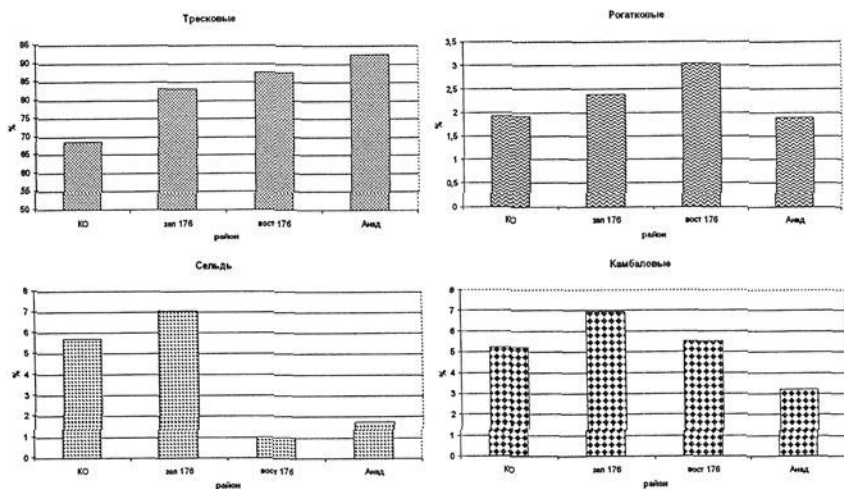 Тресковые
95
90
85
80
75
70
65
60
55
50
%
КО
зап 176
вост 176
Анад
район
Рогатковые
3,5
3
2,5
2
1,5
1
0,5
0
%
КО
зап 176
вост 176
Анад
район
Сельдь
8
7
6
5
4
3
2
1
0
%
КО
зап 176
вост 176
Анад
район
Камбаловые
8
7
6
5
4
3
2
1
0
%
КО
зап 176
вост 176
Анад
район